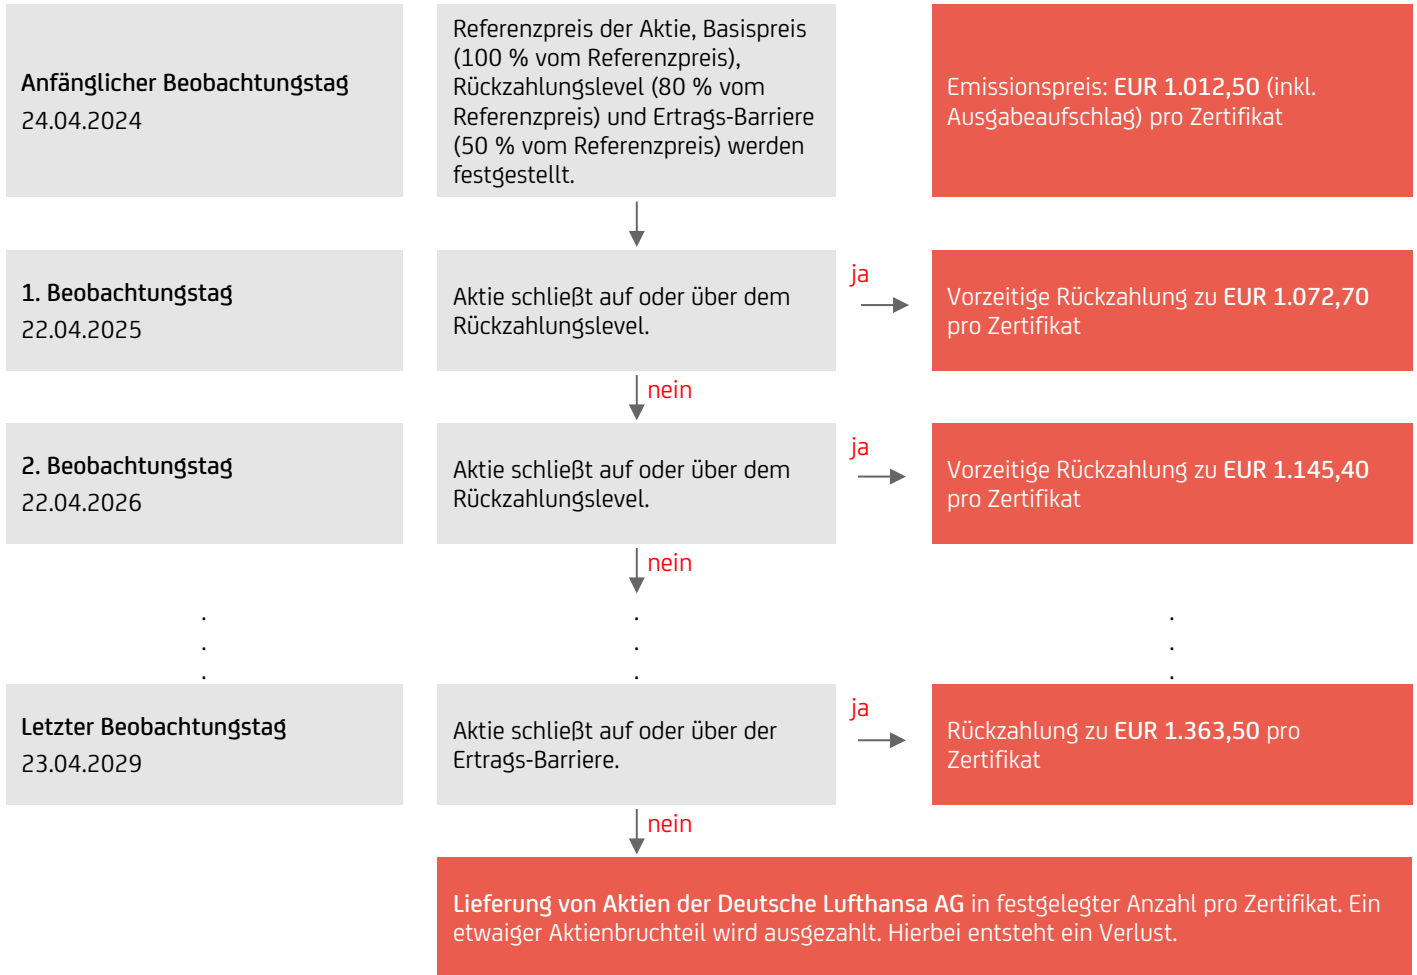 Anfänglicher Beobachtungstag
24.04.2024
Referenzpreis der Aktie, Basispreis
(100 % vom Referenzpreis),
Rückzahlungslevel (80 % vom
Referenzpreis) und Ertrags-Barriere
(50 % vom Referenzpreis) werden
festgestellt.
Emissionspreis: EUR 1.012,50 (inkl.
Ausgabeaufschlag) pro Zertifikat
1. Beobachtungstag
22.04.2025
Aktie schließt auf oder über dem
Rückzahlungslevel.
ja
Vorzeitige Rückzahlung zu EUR 1.072,70
pro Zertifikat
nein
2. Beobachtungstag
22.04.2026
Aktie schließt auf oder über dem
Rückzahlungslevel.
ja
Vorzeitige Rückzahlung zu EUR 1.145,40
pro Zertifikat
nein
. . .
. . .
. . .
Letzter Beobachtungstag
23.04.2029
Aktie schließt auf oder über der
Ertrags-Barriere.
ja
Rückzahlung zu EUR 1.363,50 pro
Zertifikat
nein
Lieferung von Aktien der Deutsche Lufthansa AG in festgelegter Anzahl pro Zertifikat. Ein
etwaiger Aktienbruchteil wird ausgezahlt. Hierbei entsteht ein Verlust.